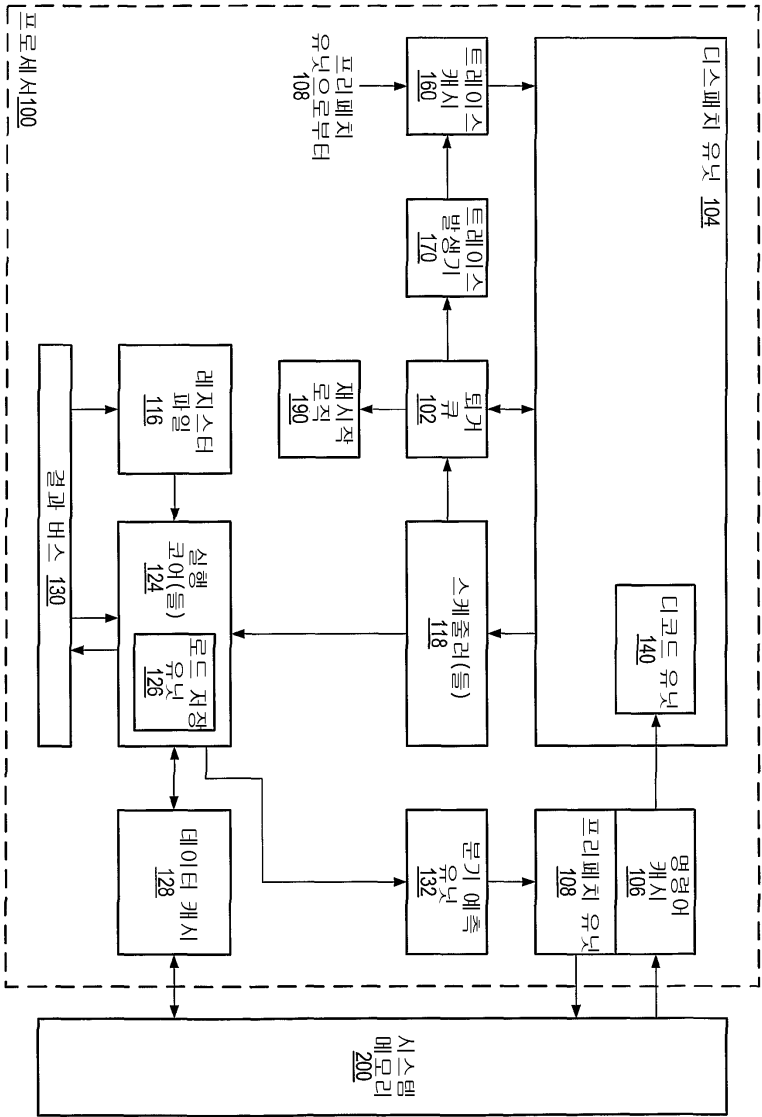 디스패치 유닛 104
디코드 유닛
140
명령어
캐시
106
프리페치 유닛
108
시스템
메모리
200
트레이스
캐시
160
트레이스
발생기
170
퇴거
큐
102
스케줄러(들)
118
분기 예측
유닛
132
프리페치
유닛으로부터
108
재시작
로직
190
레지스터
파일
116
실행
코어(들)
124
로드 저장
유닛
126
데이터 캐시
128
결과 버스 130
프로세서100